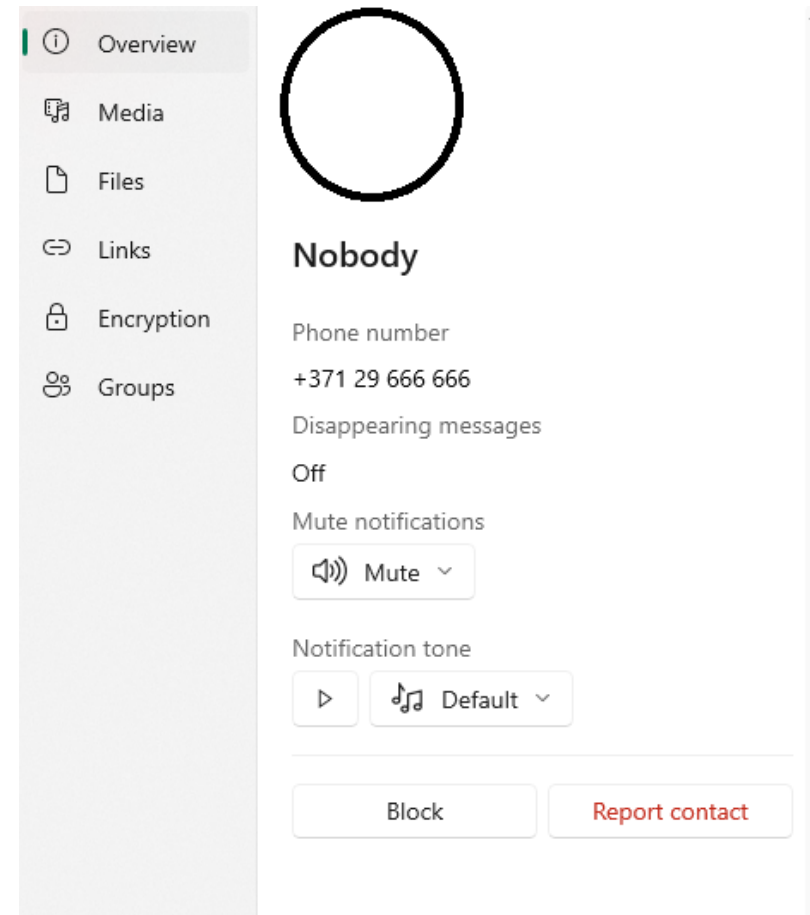 Overview
Media
Files
Links
Encryption
Groups
Nobody
Phone number
+371 29 666 666
Disappearing messages
Off
Mute notifications
Mute
Notification tone
Default
Block
Report contact